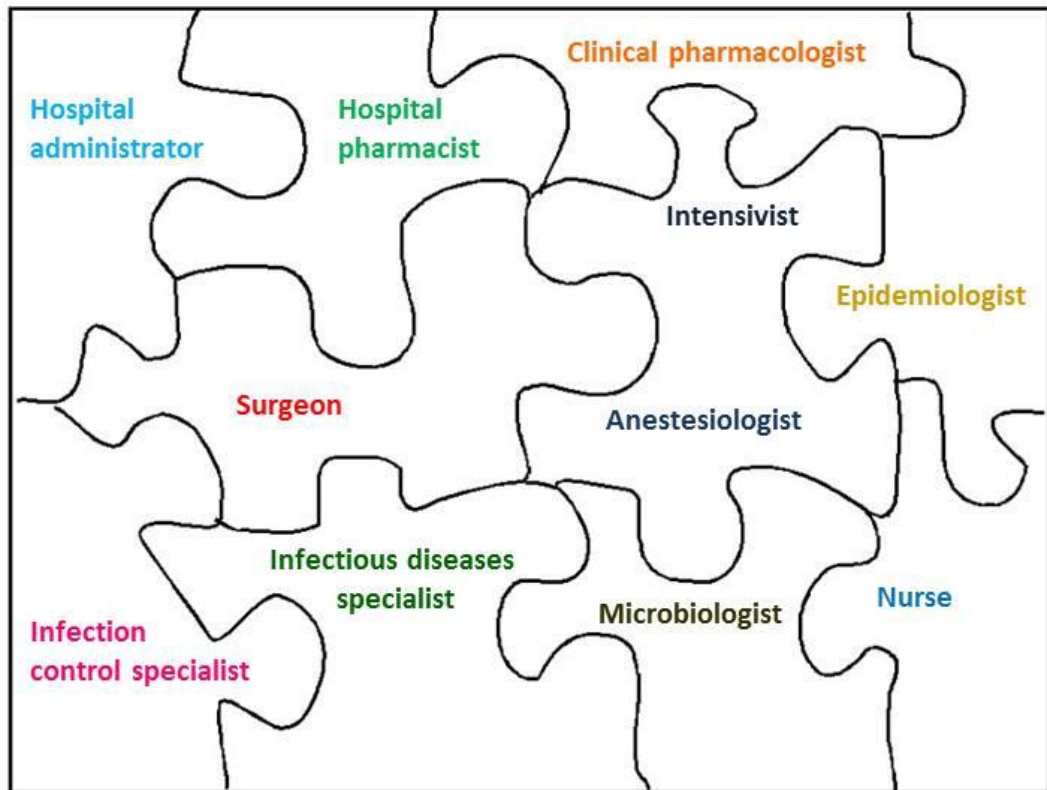 Clinical pharmacologist
Hospital
administrator
Hospital
pharmacist
Intensivist
Epidemiologist
Surgeon
Anestesiologist
Infectious diseases
specialist
Microbiologist
Nurse
Infection
control specialist